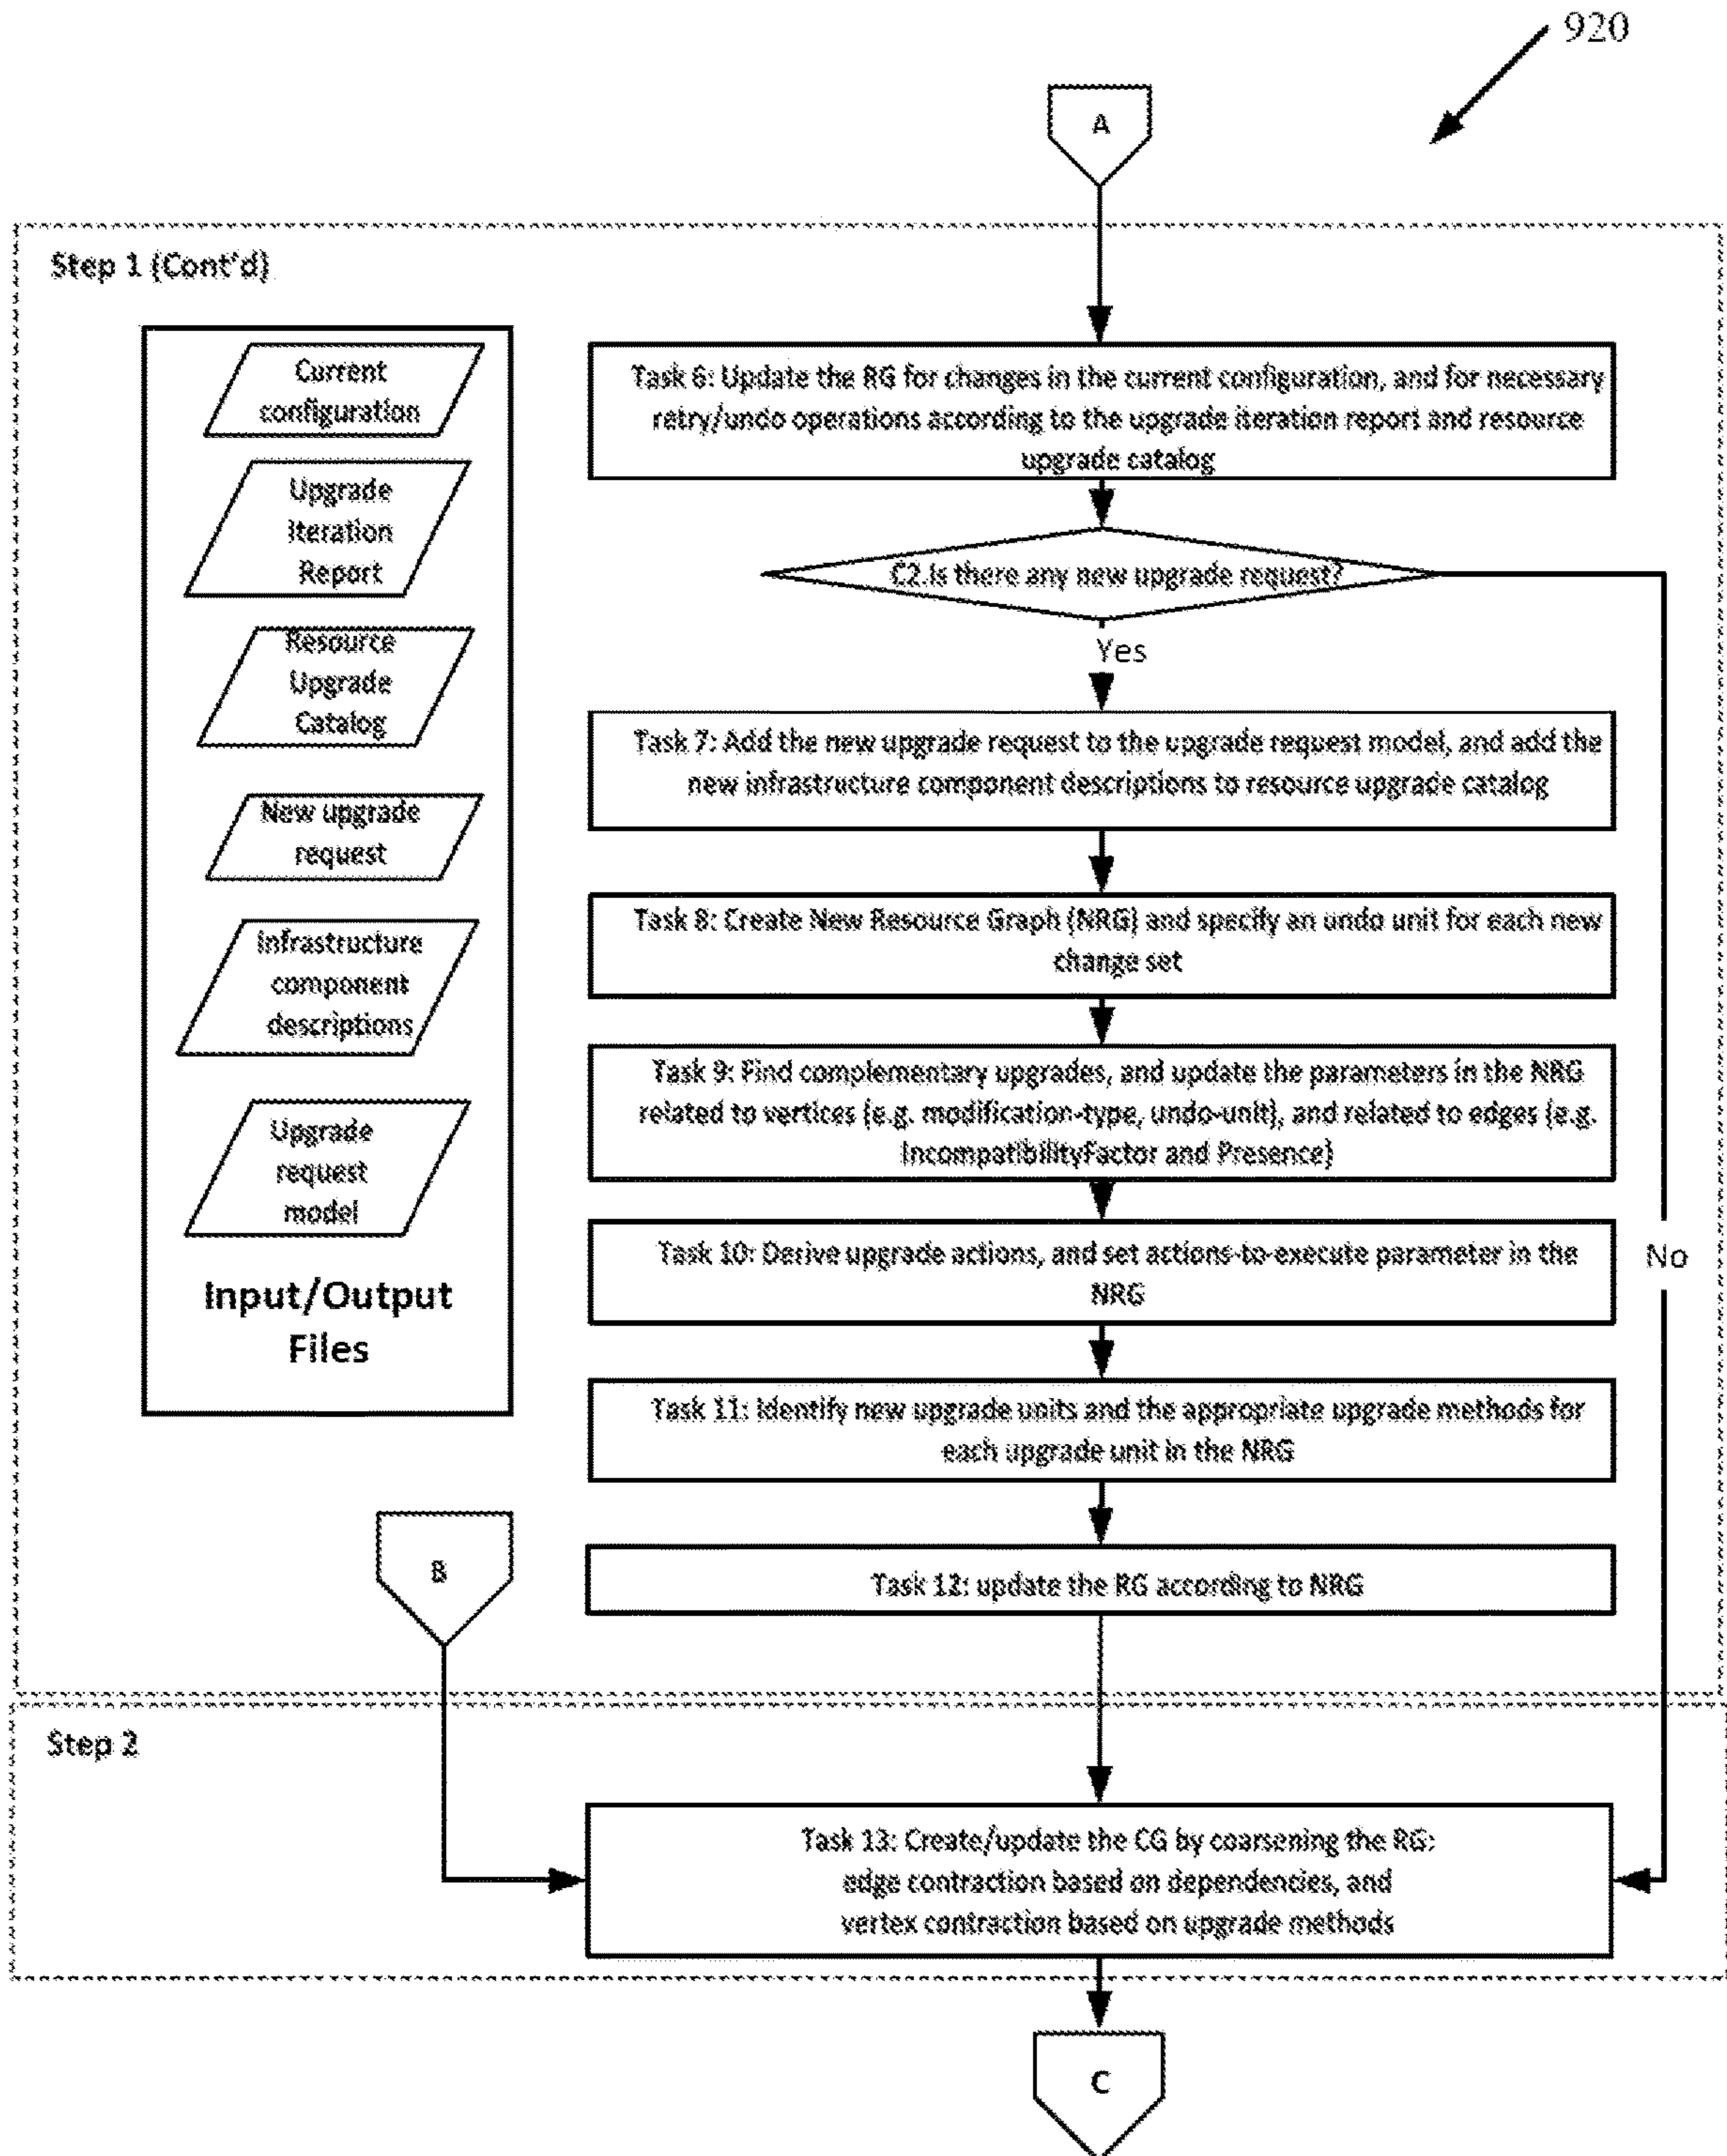 920
A
Step 1 (Cont'd)
Current
configuration
Upgrade
Iteration
Report
Resource
Upgrade
Catalog
New upgrade
request
Infrastructure
component
descriptions
Upgrade
request
model
Input/Output
Files
Task 6: Update the RG for changes in the current configuration, and for necessary
retry/undo operations according to the upgrade iteration report and resource
upgrade catalog
C2.Is there any new upgrade request?
Yes
Task 7: Add the new upgrade request to the upgrade request model, and add the
new infrastructure component descriptions to resource upgrade catalog
Task 8: Create New Resource Graph (NRG) and specify an undo unit for each new
change set
Task 9: Find complementary upgrades, and update the parameters in the NRG
related to vertices (e.g. modification-type, undo-unit), and related to edges (e.g.
IncompatibilityFactor and Presence)
Task 10: Derive upgrade actions, and set actions-to-execute parameter in the
NRG
No
Task 11: Identify new upgrade units and the appropriate upgrade methods for
each upgrade unit in the NRG
B
Task 12: update the RG according to NRG
Step 2
Task 13: Create/update the CG by coarsening the RG:
edge contraction based on dependencies, and
vertex contraction based on upgrade methods
C